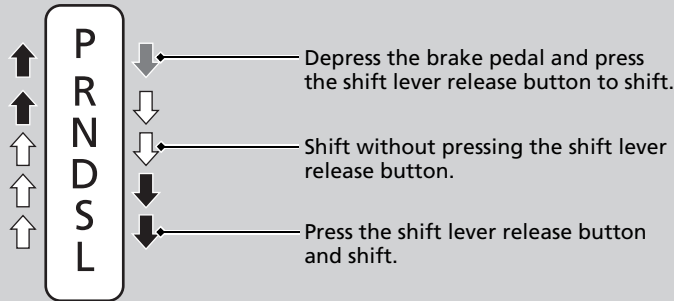 P
R
N
D
S
L
Depress the brake pedal and press
the shift lever release button to shift.
Shift without pressing the shift lever
release button.
Press the shift lever release button
and shift.